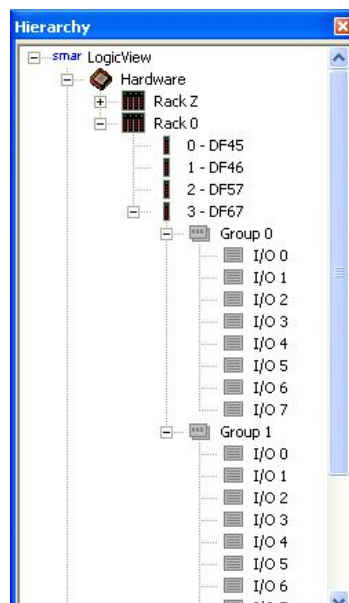 Hierarchy
smar LogicView
Hardware
Rack Z
Rack 0
0 - DF45
1 - DF46
2 - DF57
3 - DF67
Group 0
I/O 0
I/O 1
I/O 2
I/O 3
I/O 4
I/O 5
I/O 6
I/O 7
Group 1
I/O 0
I/O 1
I/O 2
I/O 3
I/O 4
I/O 5
I/O 6